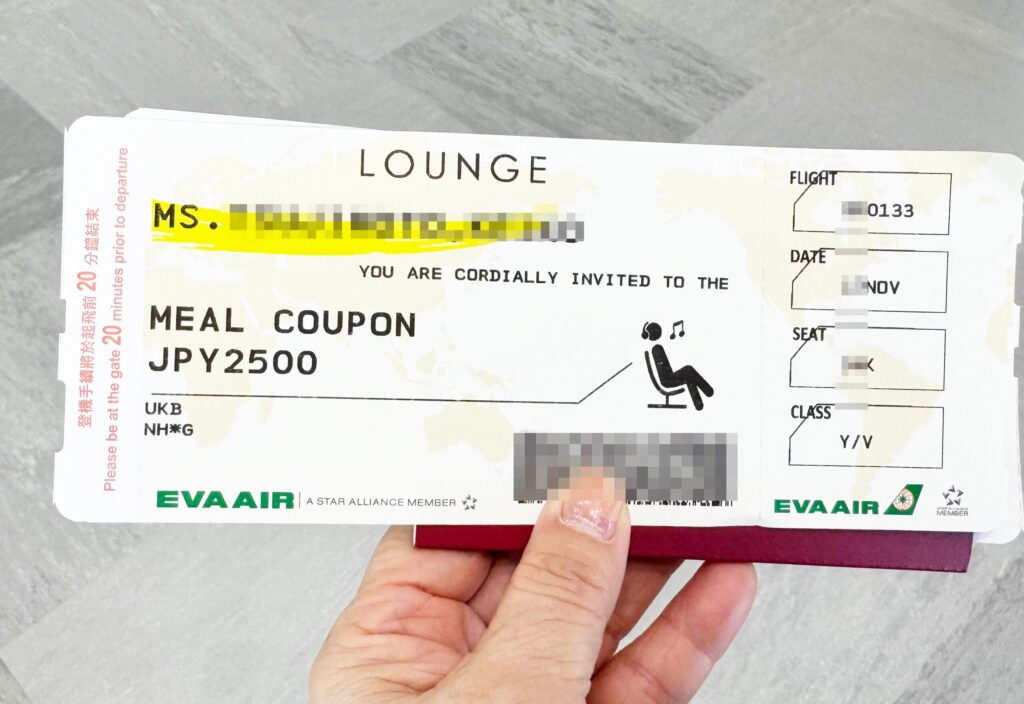 LOUNGE
MS.
YOU ARE CORDIALLY INVITED TO THE
MEAL COUPON
JPY2500
UKB
NH*G
EVA AIR A STAR ALLIANCE MEMBER
登機手續將於起飛前 20 分鐘結束
Please be at the gate 20 minutes prior to departure
FLIGHT
0133
DATE
NOV
SEAT
K
CLASS
Y/V
EVA AIR
STAR ALLIANCE
MEMBER